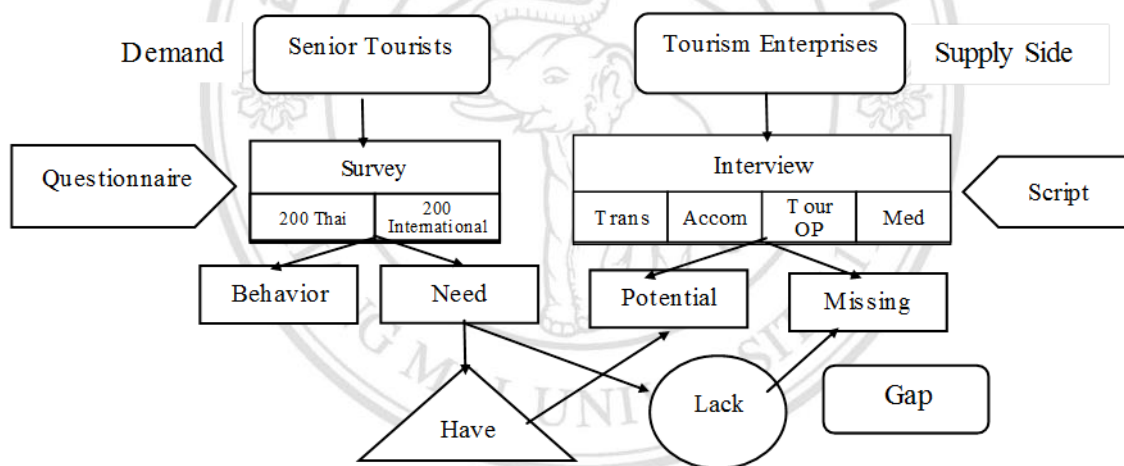 Demand
Senior Tourists
Tourism Enterprises
Supply Side
Questionnaire
Survey
200 Thai
200
International
Interview
Trans
Accom
Tour
OP
Med
Script
Behavior
Need
Potential
Missing
Have
Lack
Gap